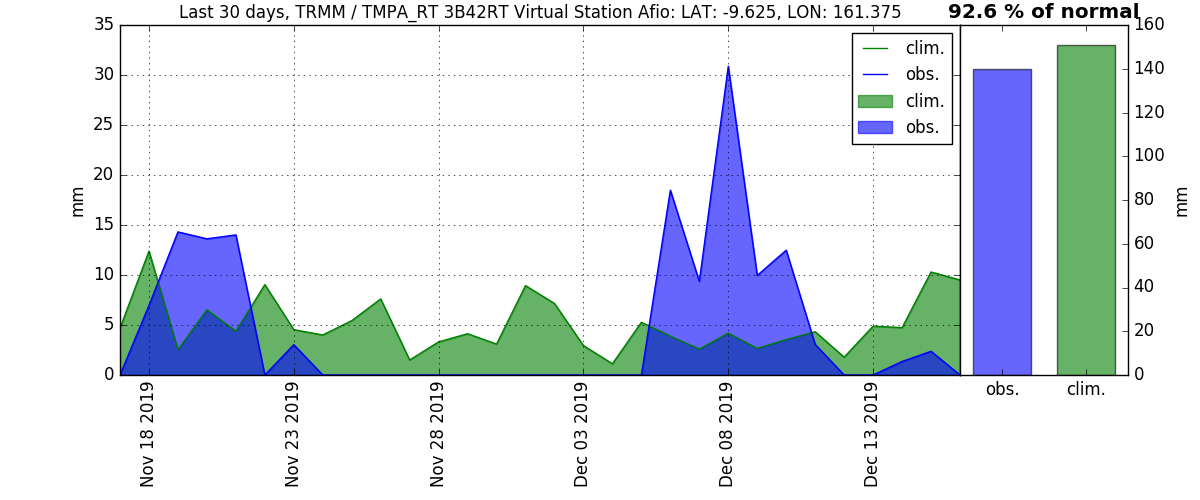 Last 30 days, TRMM / TMPA_RT 3B42RT Virtual Station Afio: LAT: -9.625, LON: 161.375
92.6 % of normal
35
30
25
20
15
10
5
0
mm
clim.
obs.
clim.
obs.
Nov 18 2019
Nov 23 2019
Nov 28 2019
Dec 03 2019
Dec 08 2019
Dec 13 2019
160
140
120
100
80
60
40
20
0
mm
obs.
clim.